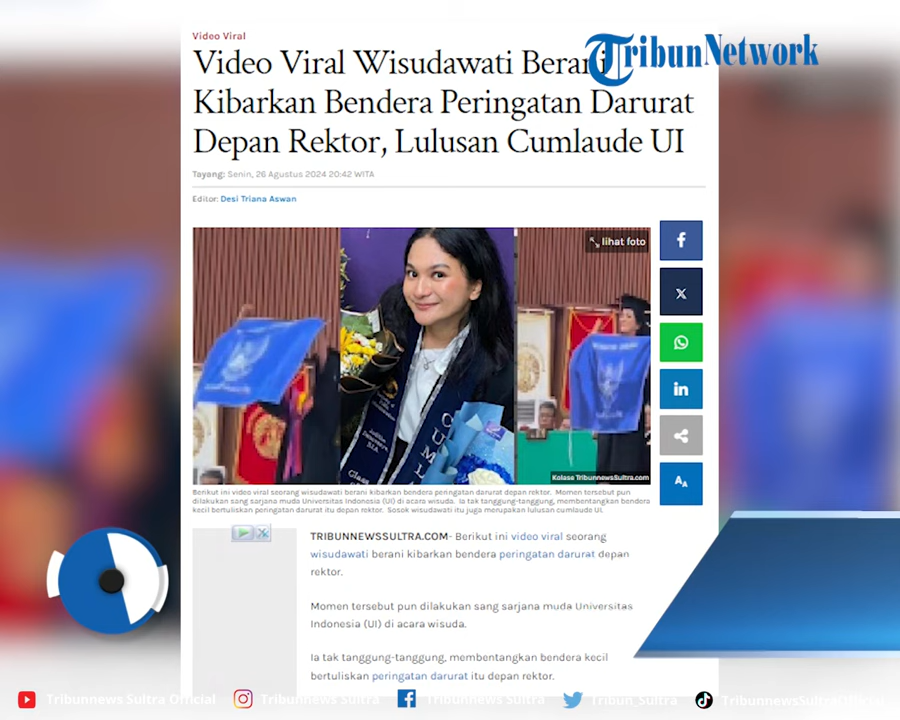 Video Viral
TribunNetwork
Video Viral Wisudawati Berani
Kibarkan Bendera Peringatan Darurat
Depan Rektor, Lulusan Cumlaude UI
Tayang: Senin, 26 Agustus 2024 20:42 WITA
Editor: Desi Triana Aswan
lihat foto
CUML
Kolase TribunnewsSultra.com
Berikut ini video viral seorang wisudawati berani kibarkan bendera peringatan darurat depan rektor. Momen tersebut pun
dilakukan sang sarjana muda Universitas Indonesia (UI) di acara wisuda. Ia tak tanggung-tanggung, membentangkan bendera
kecil bertuliskan peringatan darurat itu depan rektor. Sosok wisudawati itu juga merupakan lulusan cumlaude UI.
AA
TRIBUNNEWSSULTRA.COM- Berikut ini video viral seorang
wisudawati berani kibarkan bendera peringatan darurat depan
rektor.
Momen tersebut pun dilakukan sang sarjana muda Universitas
Indonesia (UI) di acara wisuda.
Ia tak tanggung-tanggung, membentangkan bendera kecil
bertuliskan peringatan darurat itu depan rektor.
Tribunnews Sultra Official
Tribunnews Sultra
TribunnewsSultra
Tribun_Sultra
TribunnewsSultraOfficial